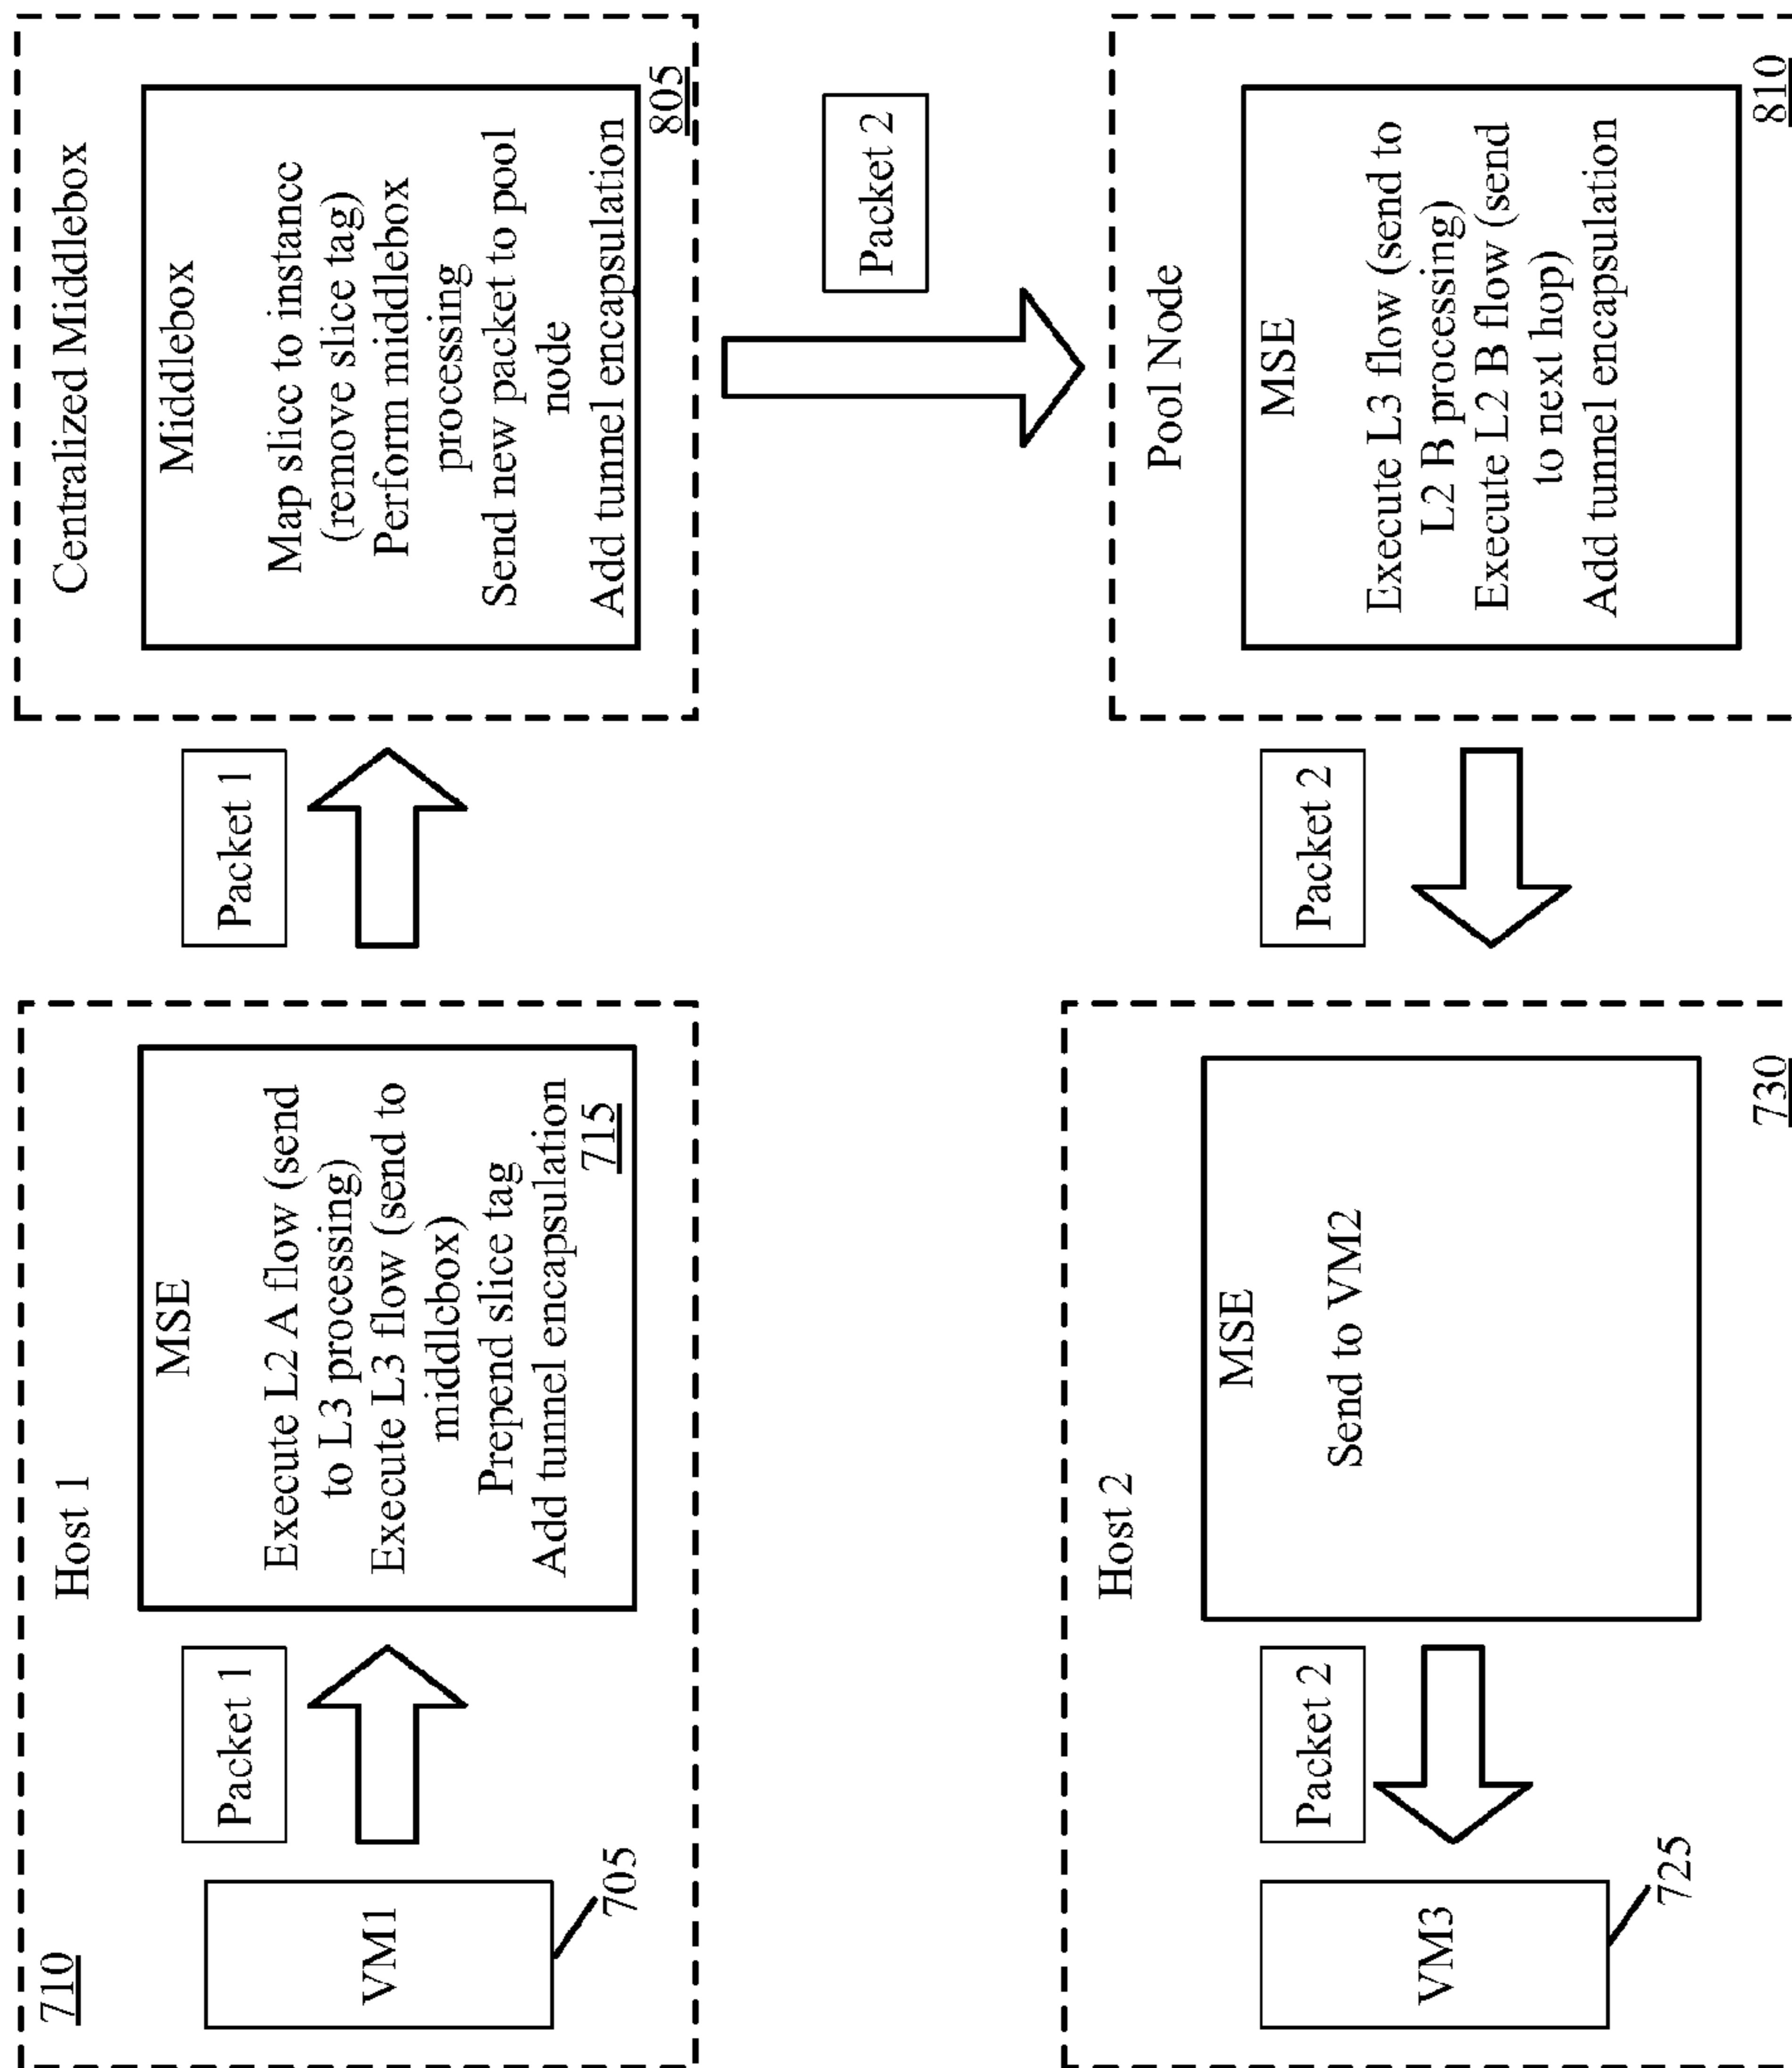 710
Host 1
VM1
705
Packet 1
MSE
Execute L2 A flow (send
to L3 processing)
Execute L3 flow (send to
middlebox)
Prepend slice tag
Add tunnel encapsulation
715
Packet 1
Centralized Middlebox
Middlebox
Map slice to instance
(remove slice tag)
Perform middlebox
processing
Send new packet to pool
node
Add tunnel encapsulation
805
Packet 2
Pool Node
MSE
Execute L3 flow (send to
L2 B processing)
Execute L2 B flow (send
to next hop)
Add tunnel encapsulation
810
Packet 2
Host 2
MSE
Send to VM2
730
Packet 2
VM3
725